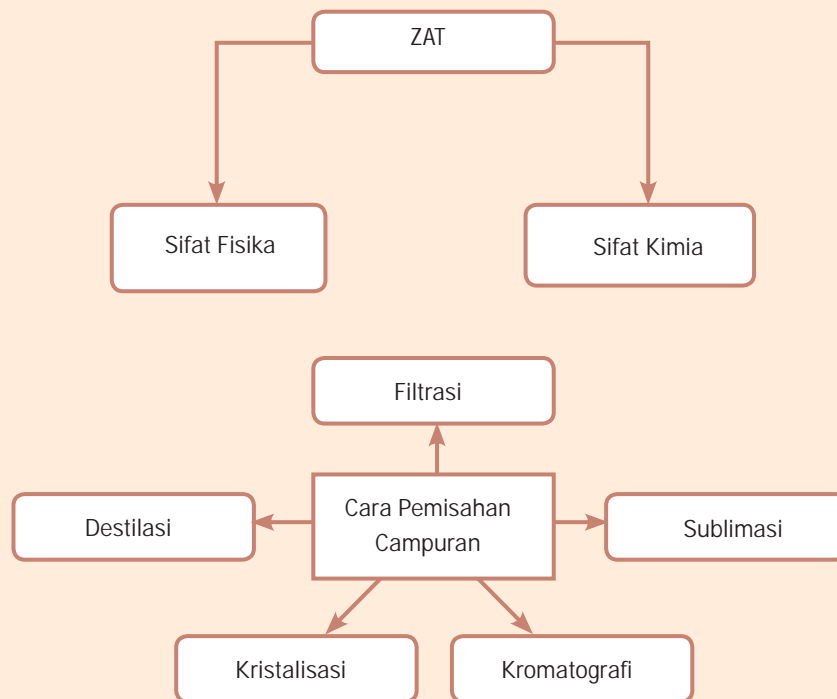 ZAT
Sifat Fisika
Sifat Kimia
Filtrasi
Destilasi
Cara Pemisahan
Campuran
Sublimasi
Kristalisasi
Kromatografi